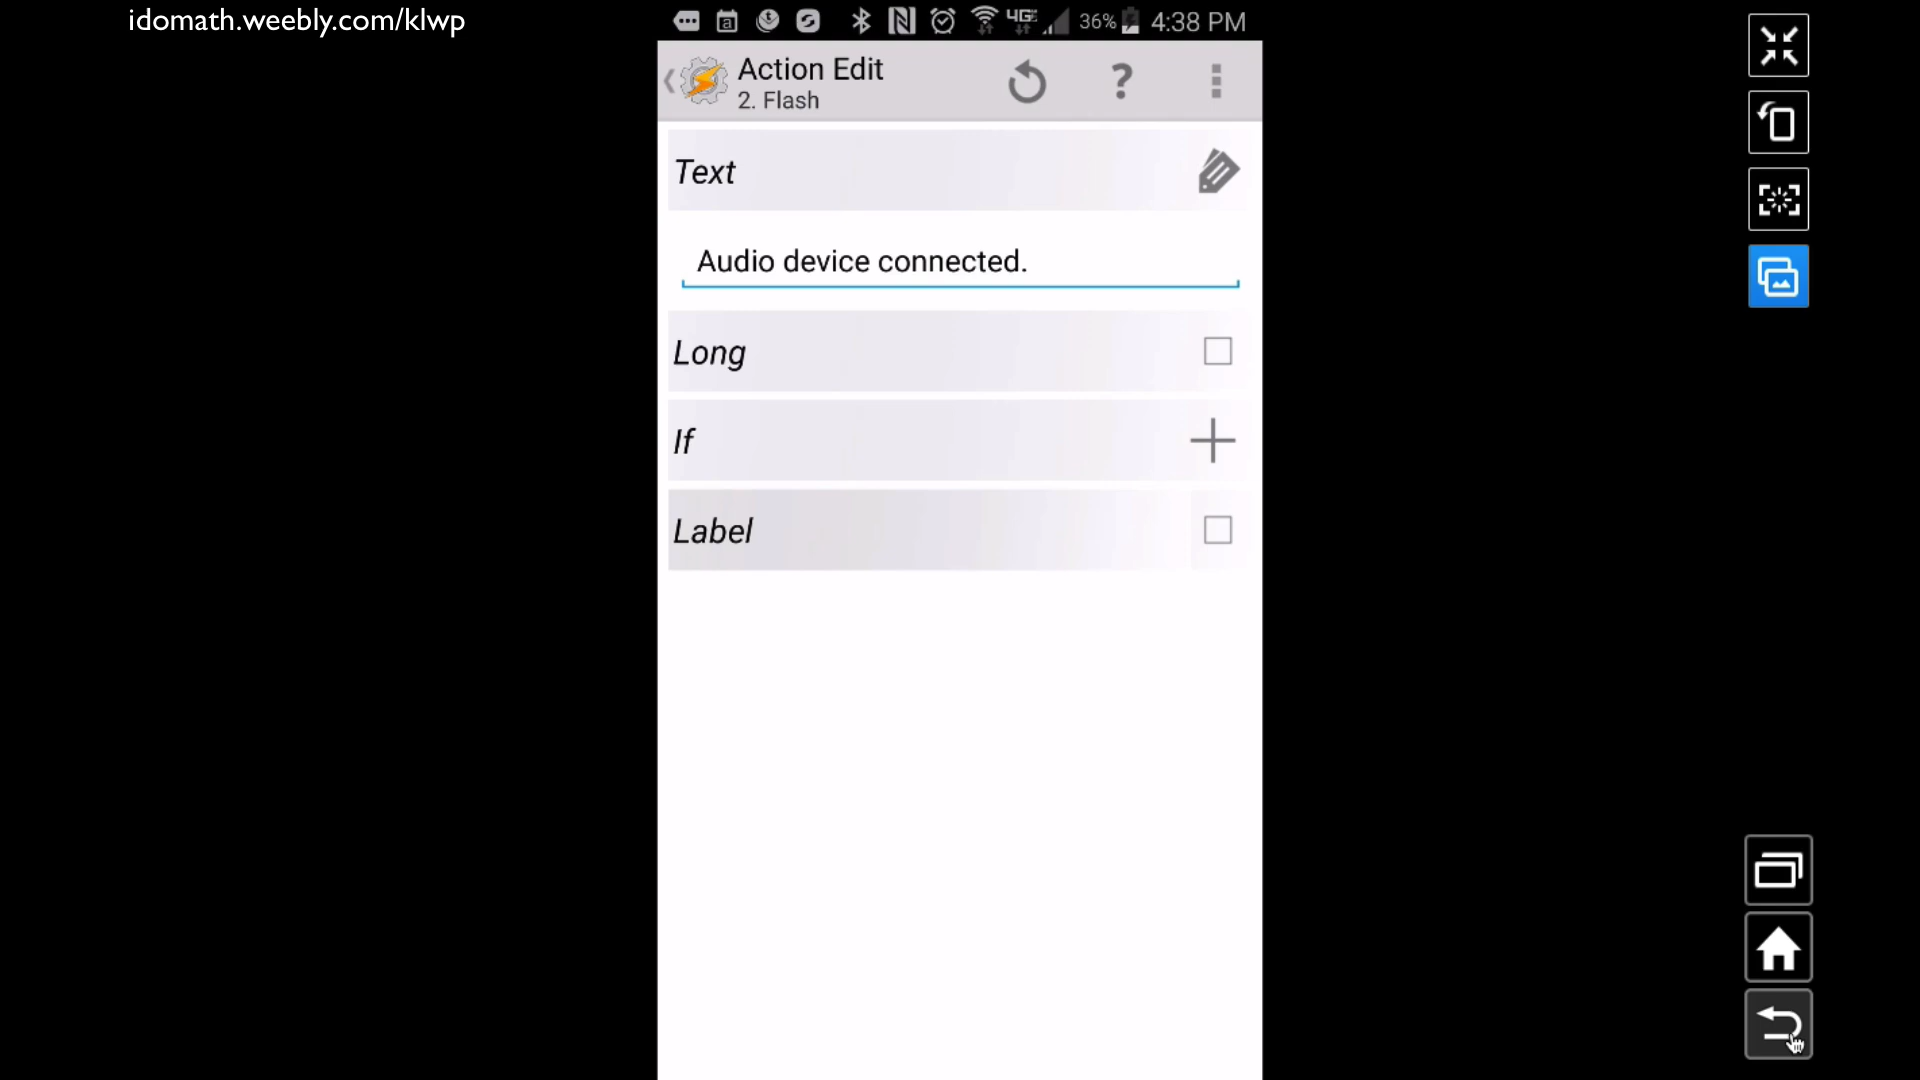 idomath.weebly.com/klwp
36% 4:38 PM
Action Edit
2. Flash
?
Text
Audio device connected.
Long
If
Label